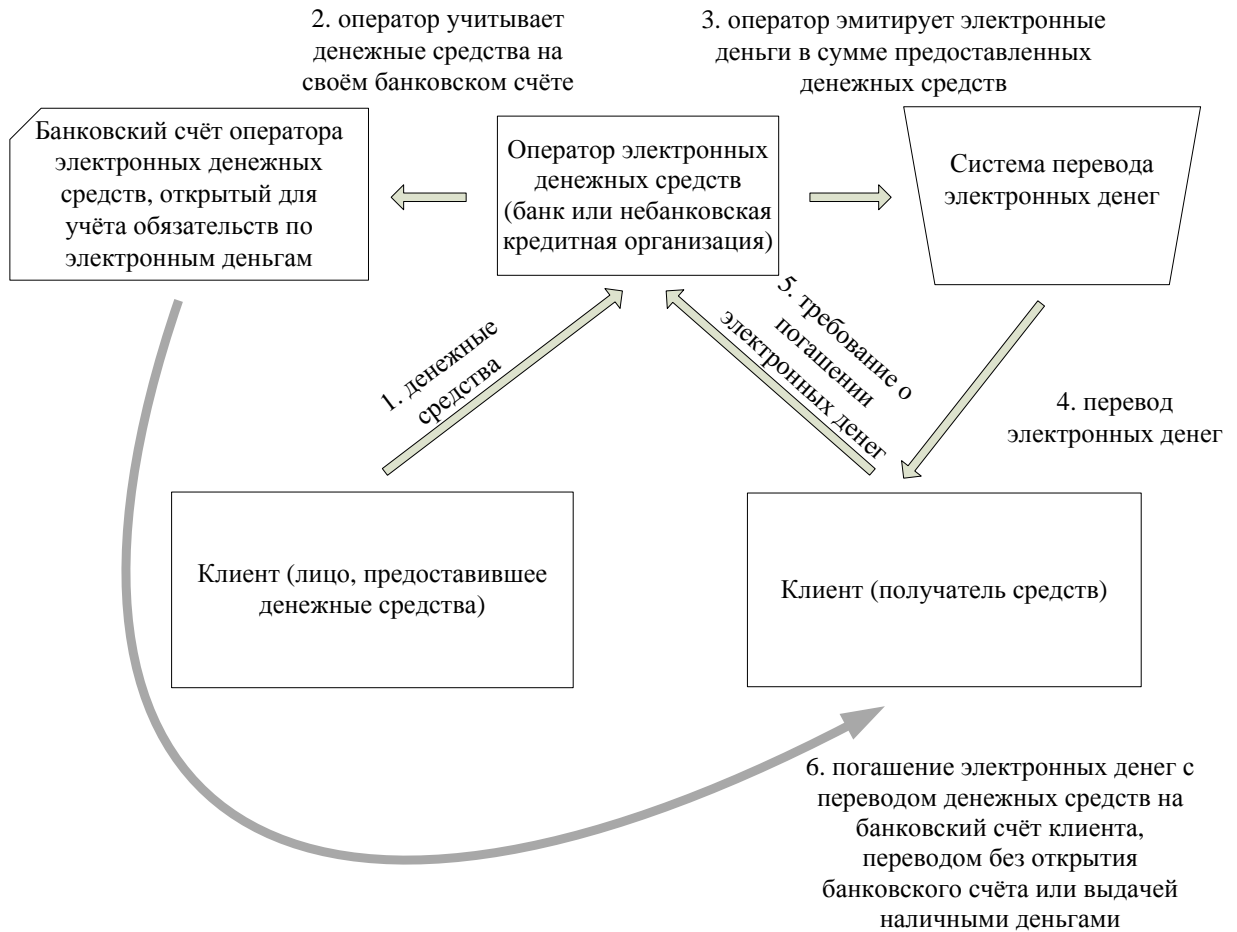 2. оператор учитывает
денежные средства на
своём банковском счёте
3. оператор эмитирует электронные
деньги в сумме предоставленных
денежных средств
Банковский счёт оператора
электронных денежных
средств, открытый для
учёта обязательств по
электронным деньгам
Оператор электронных
денежных средств
(банк или небанковская
кредитная организация)
Система перевода
электронных денег
1. денежные
средства
5. требование о
погашении
электронных денег
4. перевод
электронных денег
Клиент (лицо, предоставившее
денежные средства)
Клиент (получатель средств)
6. погашение электронных денег с
переводом денежных средств на
банковский счёт клиента,
переводом без открытия
банковского счёта или выдачей
наличными деньгами